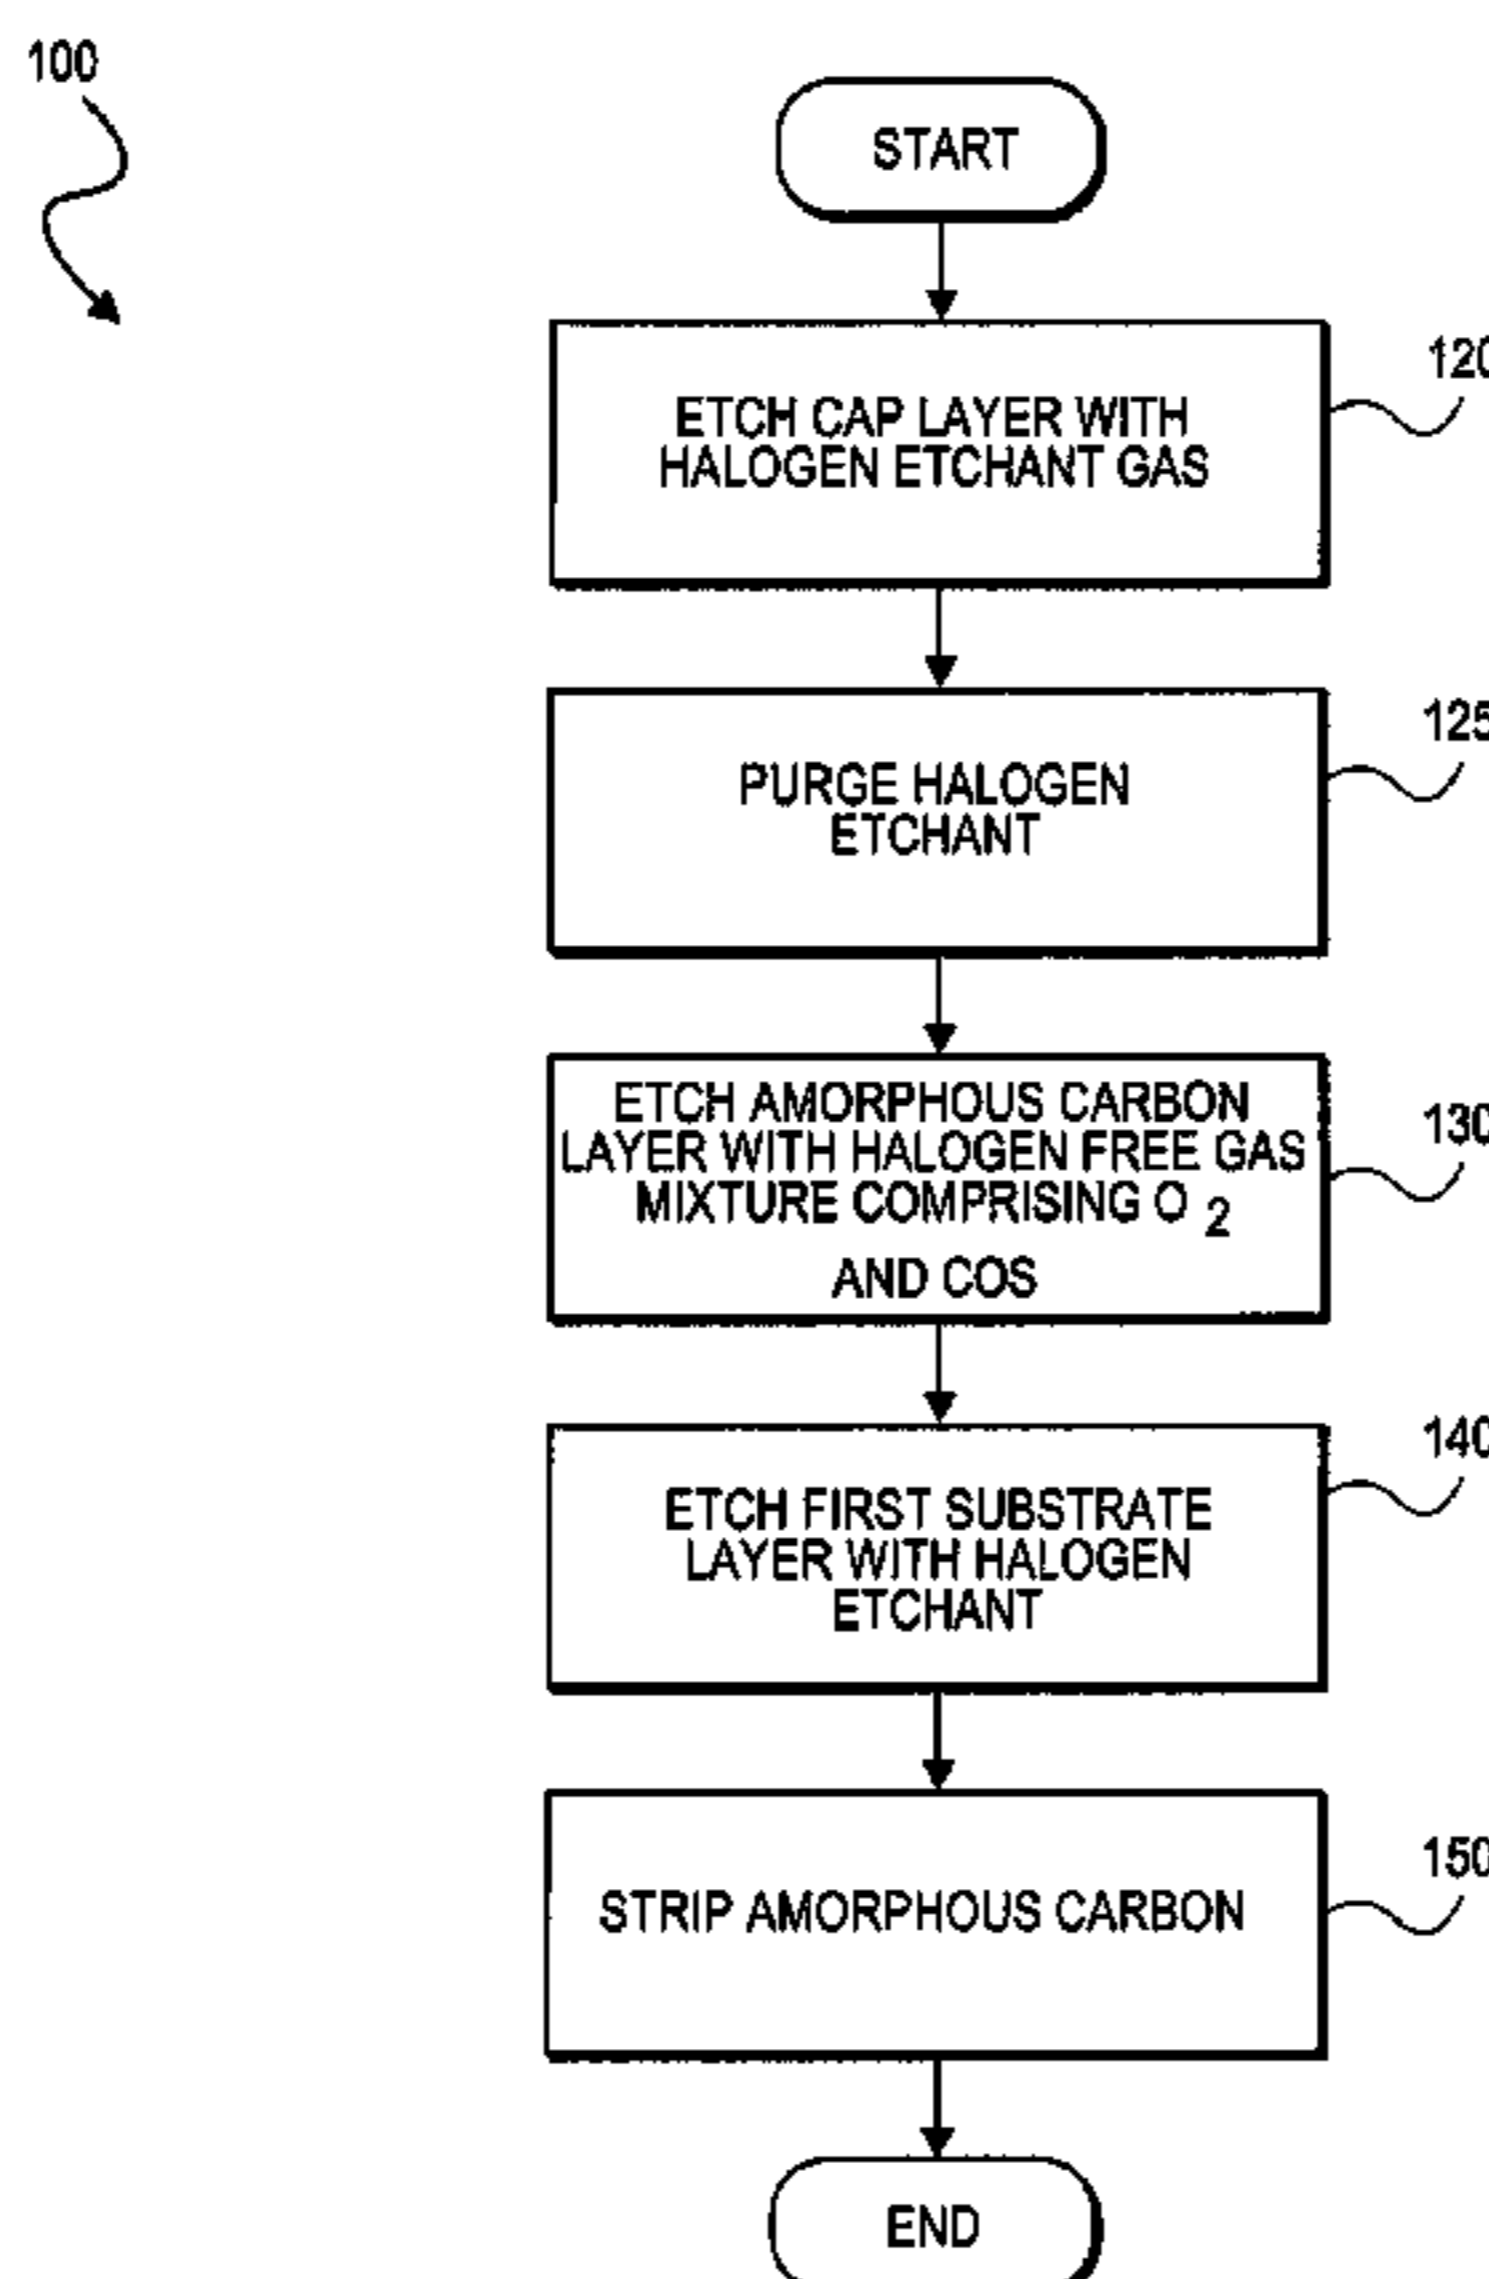 100
START
120
ETCH CAP LAYER WITH
HALOGEN ETCHANT GAS
125
PURGE HALOGEN
ETCHANT
130
ETCH AMORPHOUS CARBON
LAYER WITH HALOGEN FREE GAS
MIXTURE COMPRISING O 2
AND COS
140
ETCH FIRST SUBSTRATE
LAYER WITH HALOGEN
ETCHANT
150
STRIP AMORPHOUS CARBON
END